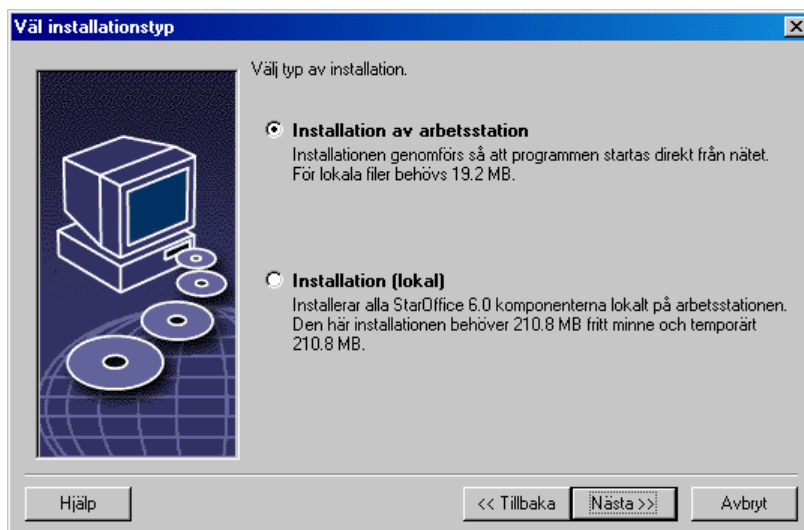 Väl installationstyp
Välj typ av installation.
Installation av arbetsstation
Installationen genomförs så att programmen startas direkt från nätet.
För lokala filer behövs 19.2 MB.
Installation (lokal)
Installerar alla StarOffice 6.0 komponenterna lokalt på arbetsstationen.
Den här installationen behöver 210.8 MB fritt minne och temporärt
210.8 MB.
Hjälp
<< Tillbaka
Nästa >>
Avbryt